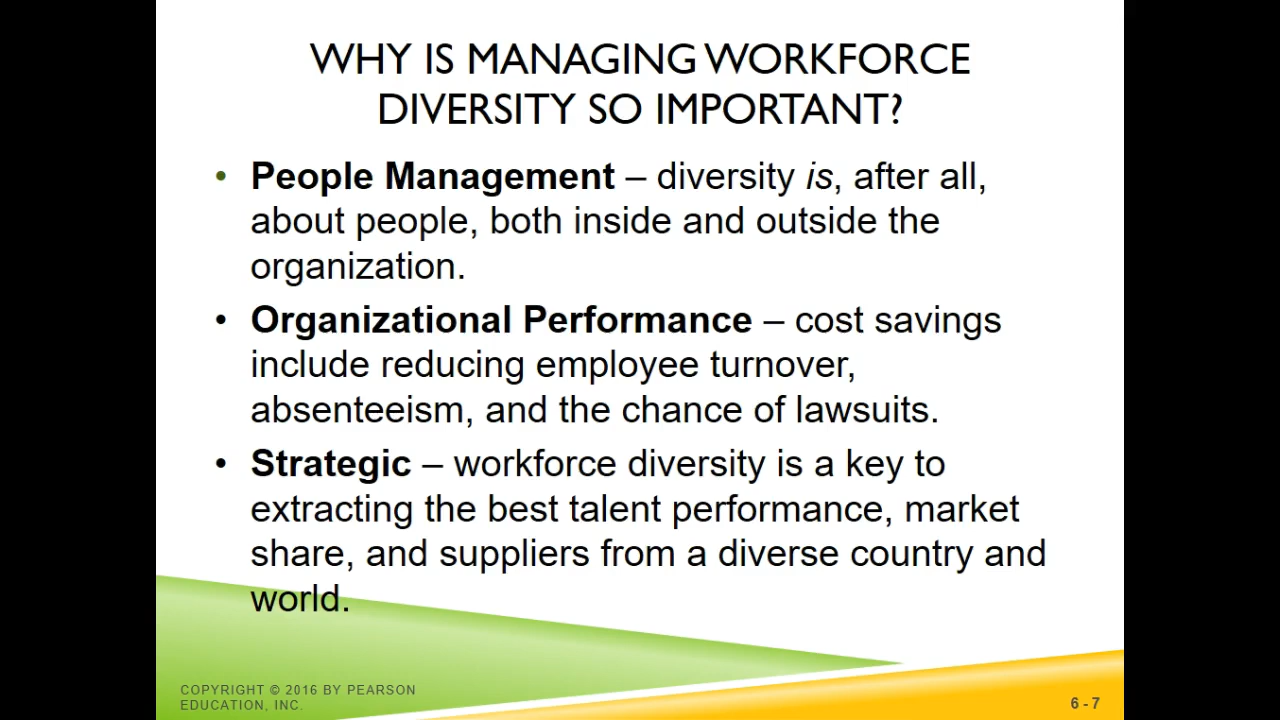 WHY IS MANAGING WORKFORCE
DIVERSITY SO IMPORTANT?
• People Management – diversity is, after all,
about people, both inside and outside the
organization.
• Organizational Performance – cost savings
include reducing employee turnover,
absenteeism, and the chance of lawsuits.
• Strategic – workforce diversity is a key to
extracting the best talent performance, market
share, and suppliers from a diverse country and
world.
COPYRIGHT © 2016 BY PEARSON
EDUCATION, INC.
6 - 7